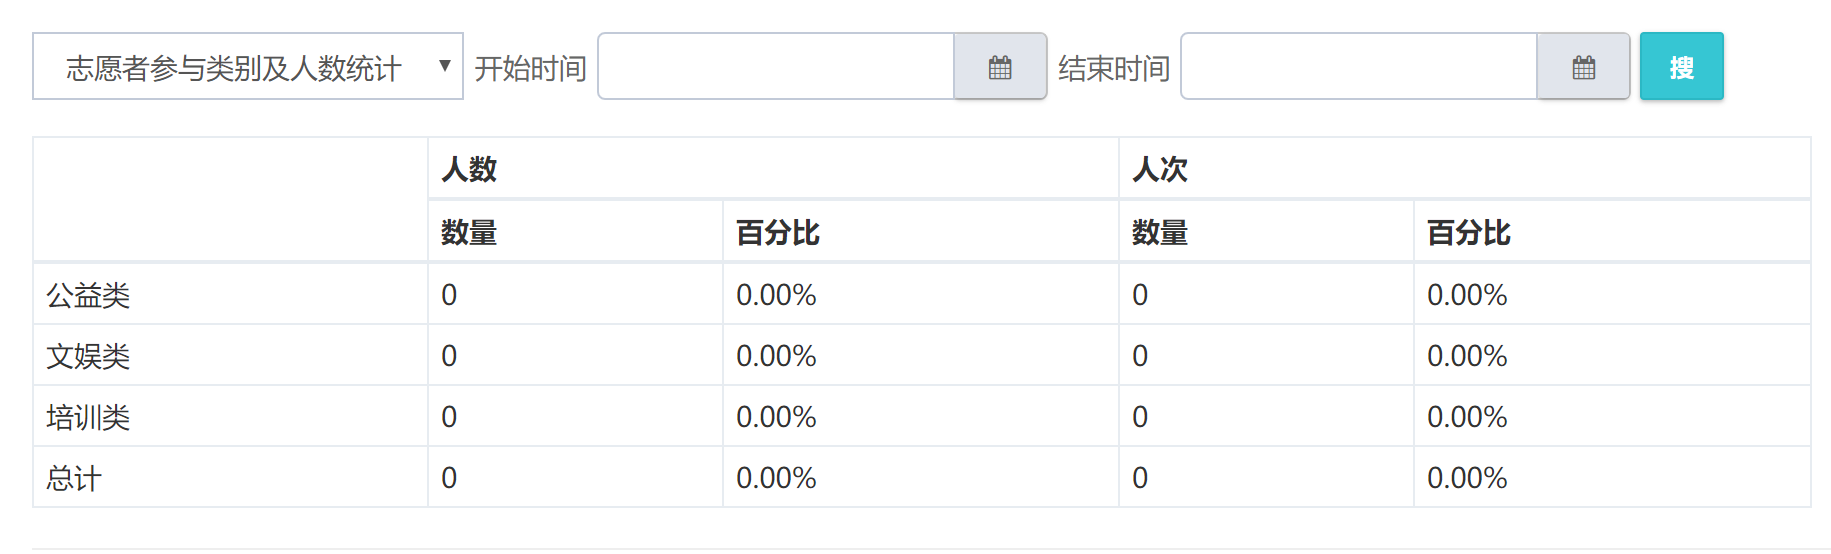 志愿者参与类别及人数统计 开始时间 结束时间 搜
人数 人次
数量 百分比 数量 百分比
公益类 0 0.00% 0 0.00%
文娱类 0 0.00% 0 0.00%
培训类 0 0.00% 0 0.00%
总计 0 0.00% 0 0.00%